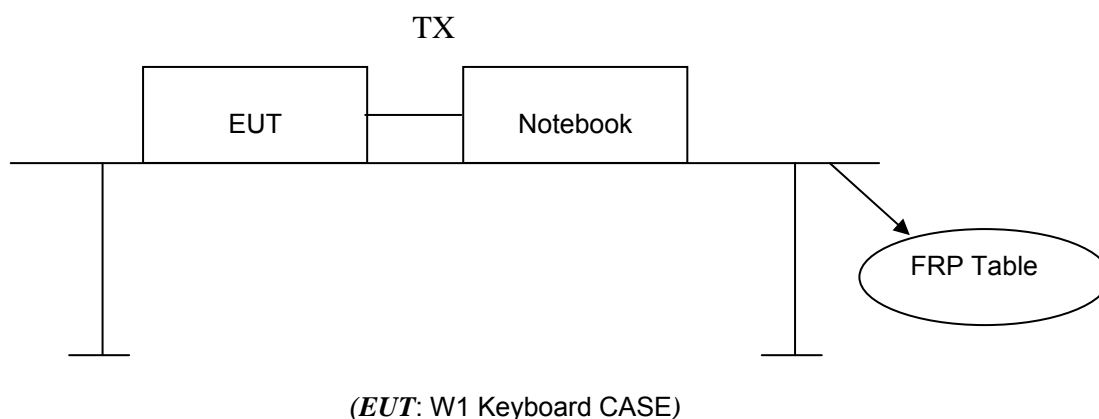 TX
EUT
Notebook
FRP Table
(EUT: W1 Keyboard CASE)